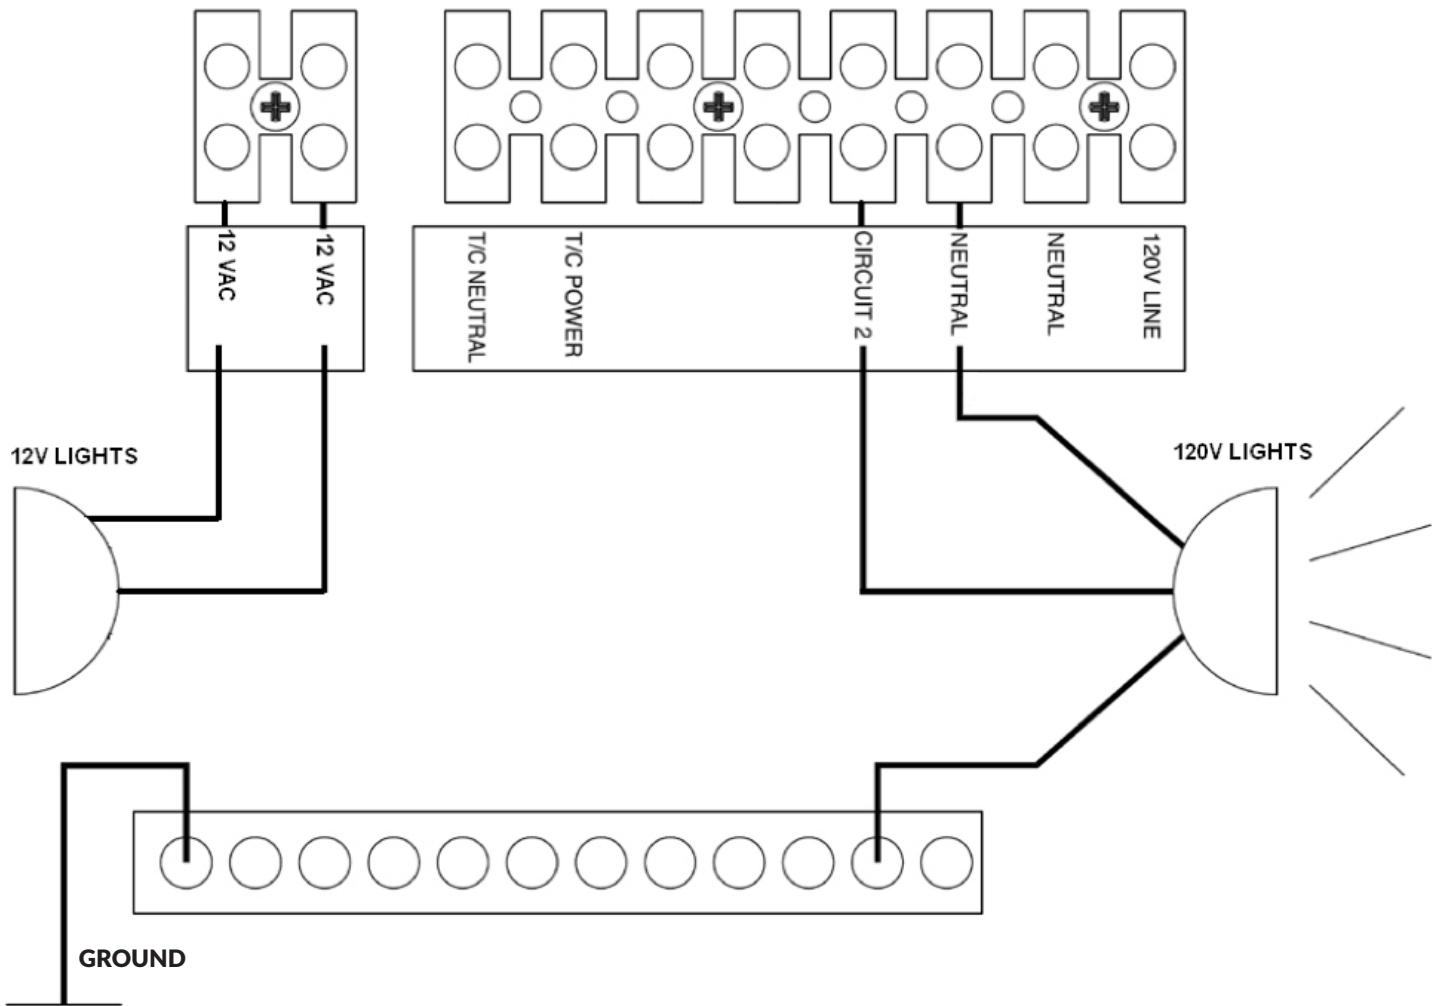 12 VAC
12 VAC
T/C NEUTRAL
T/C POWER
CIRCUIT 2
NEUTRAL
NEUTRAL
120V LINE
12V LIGHTS
120V LIGHTS
GROUND